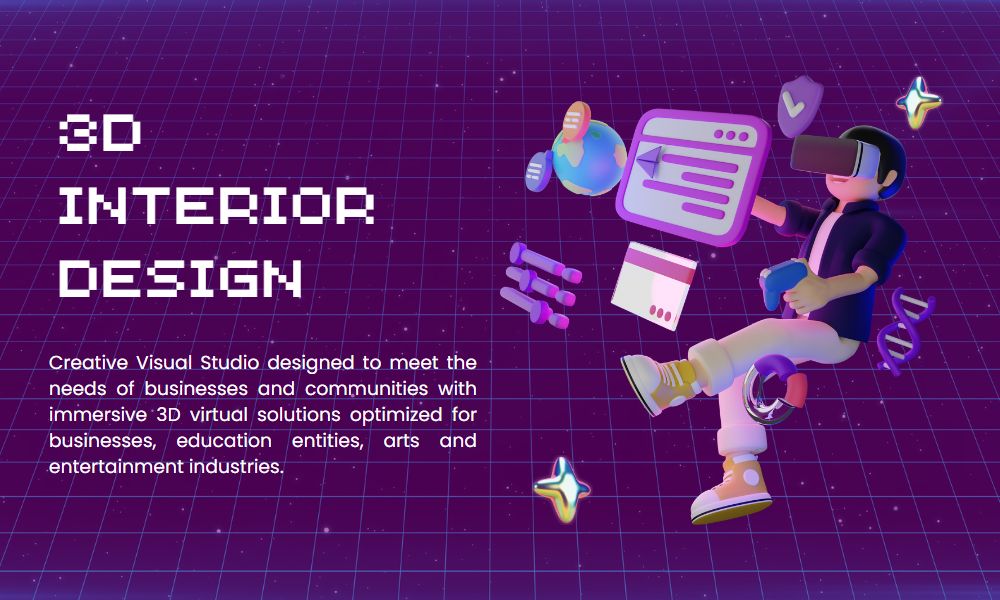 3D
INTERIOR
DESIGN
Creative Visual Studio designed to meet the
needs of businesses and communities with
immersive 3D virtual solutions optimized for
businesses, education entities, arts and
entertainment industries.